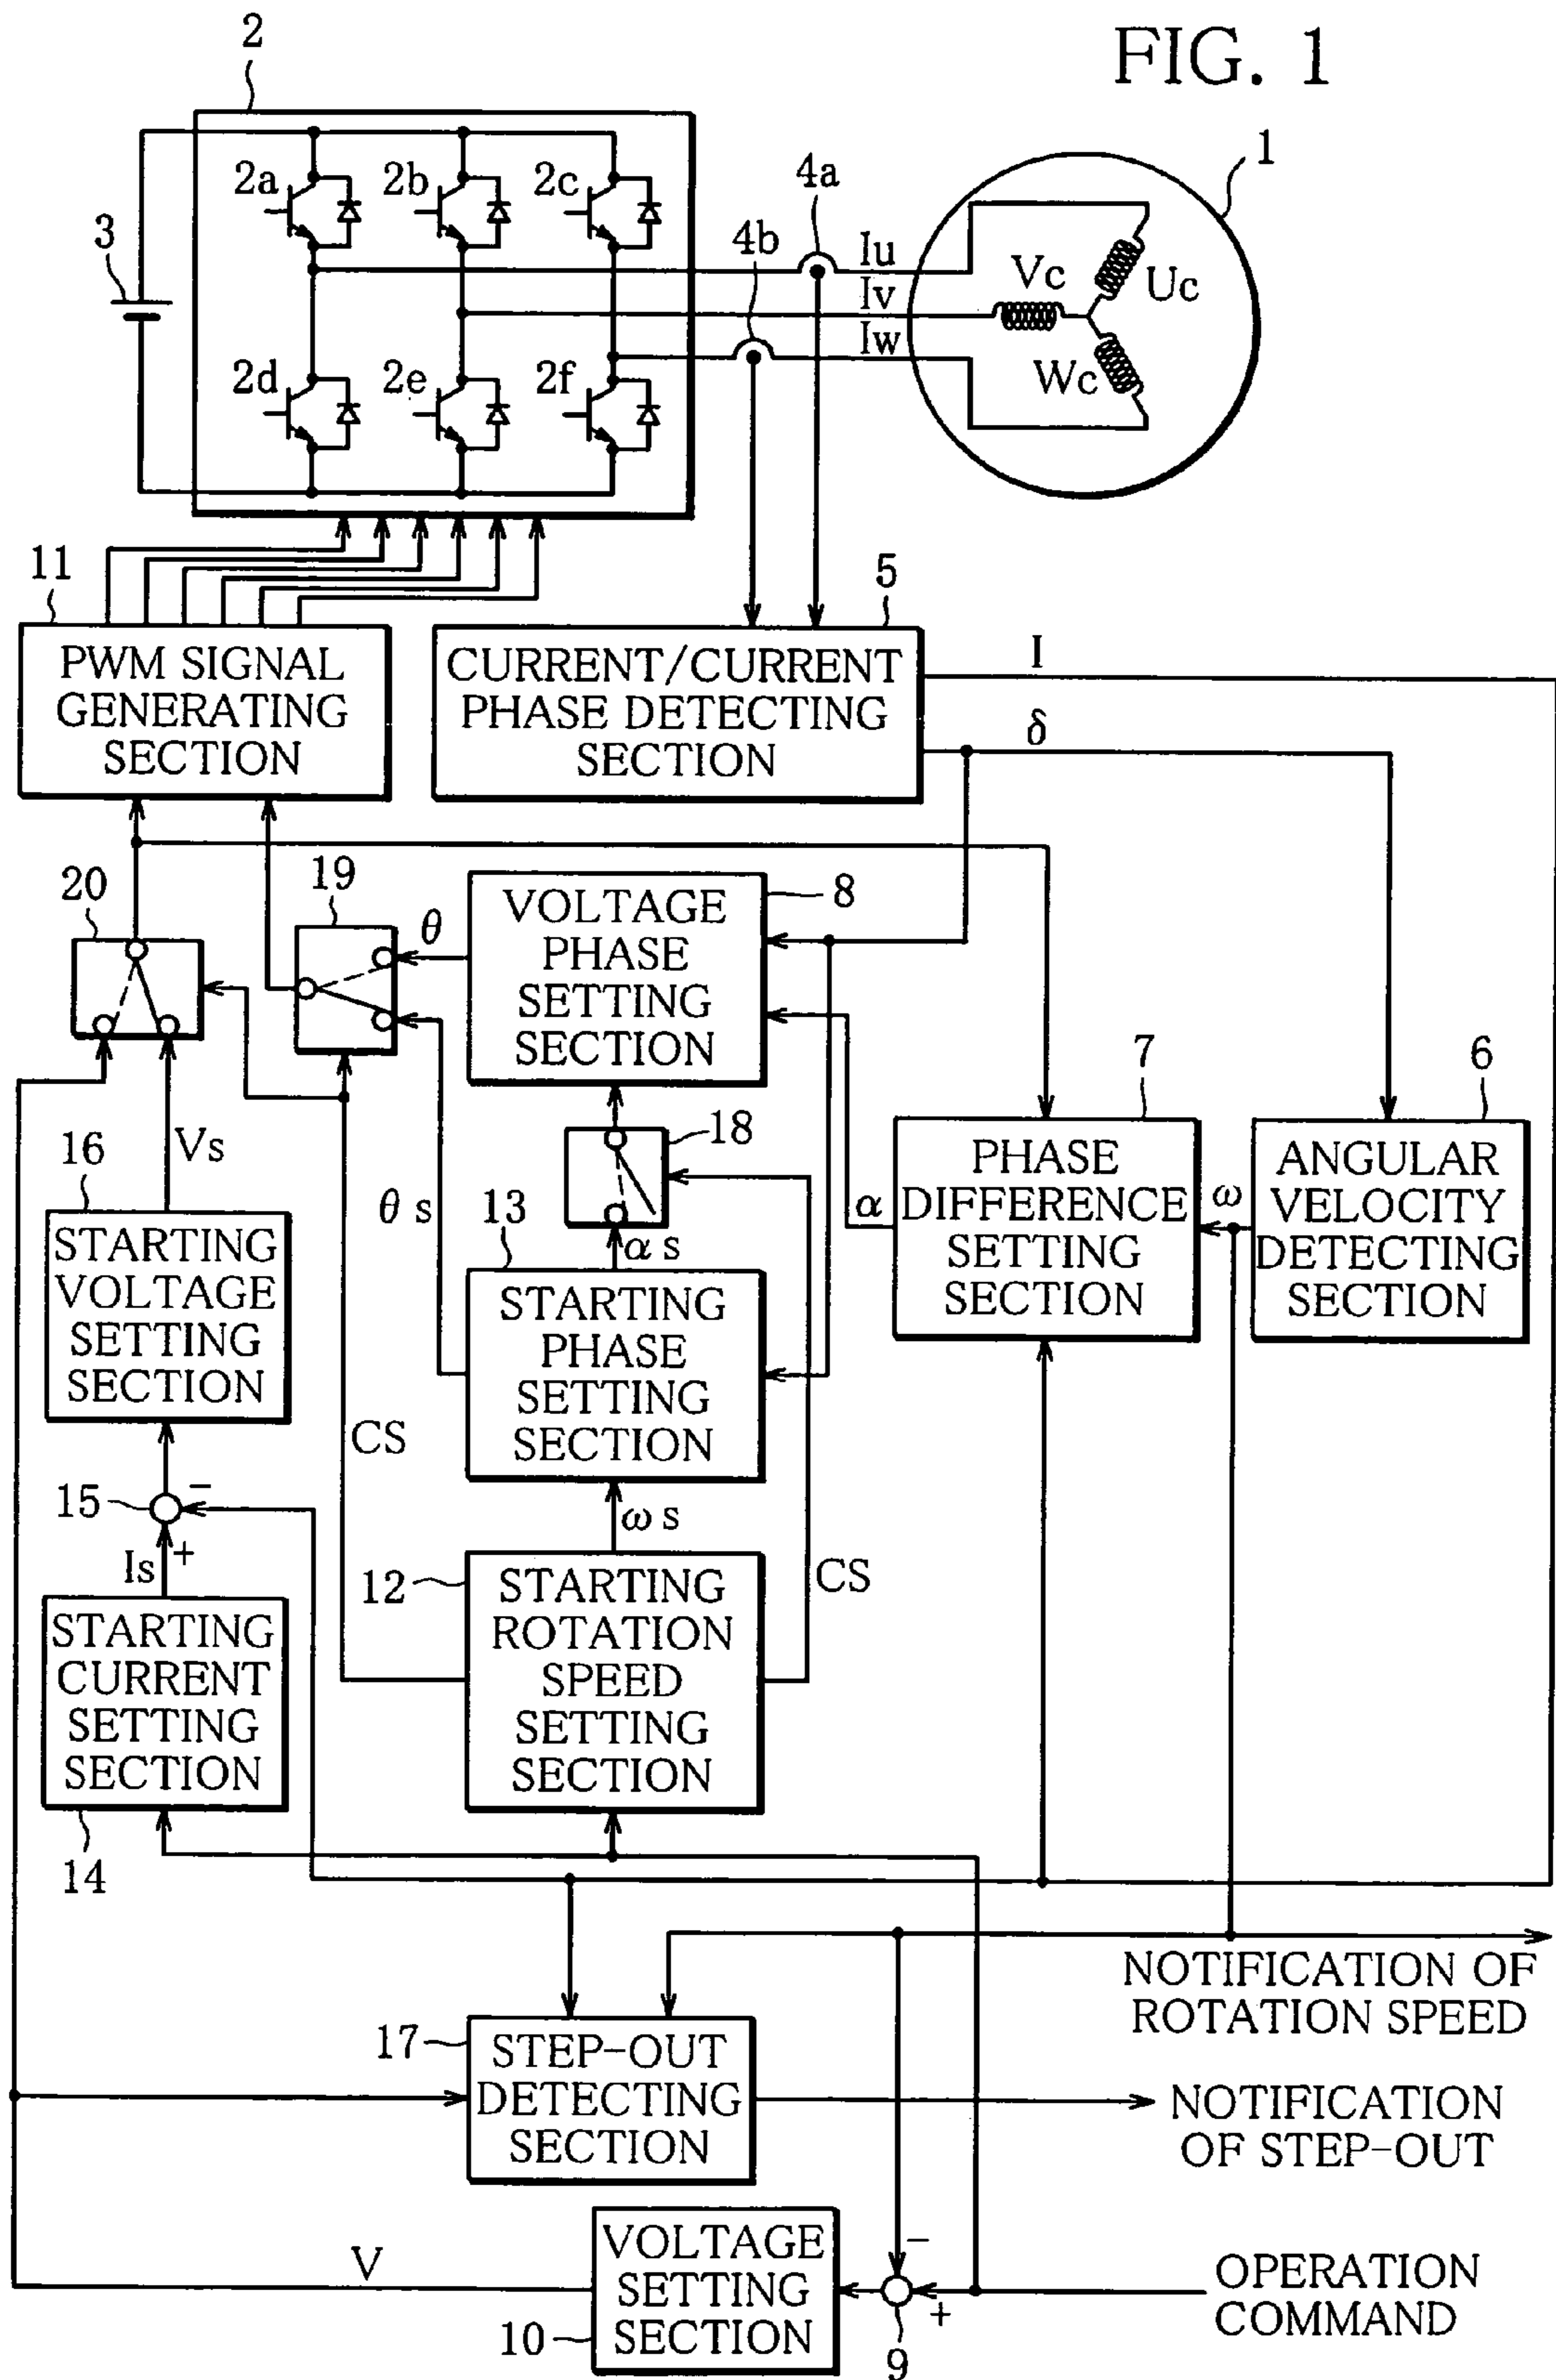 FIG. 1
2
1
2a
2b
2c
4a
3
4b
Iu
Iv
Iw
Vc
Uc
Wc
2d
2e
2f
11
5
PWM SIGNAL
GENERATING
SECTION
CURRENT/CURRENT
PHASE DETECTING
SECTION
I
δ
20
19
θ
8
VOLTAGE
PHASE
SETTING
SECTION
7
6
16
Vs
18
θ s
13
α s
α
PHASE
DIFFERENCE
SETTING
SECTION
ω
ANGULAR
VELOCITY
DETECTING
SECTION
STARTING
VOLTAGE
SETTING
SECTION
STARTING
PHASE
SETTING
SECTION
CS
15
-
+
Is
ω s
12
CS
STARTING
ROTATION
SPEED
SETTING
SECTION
STARTING
CURRENT
SETTING
SECTION
14
NOTIFICATION OF
ROTATION SPEED
17
STEP-OUT
DETECTING
SECTION
NOTIFICATION
OF STEP-OUT
V
VOLTAGE
SETTING
SECTION
10
-
+
9
OPERATION
COMMAND